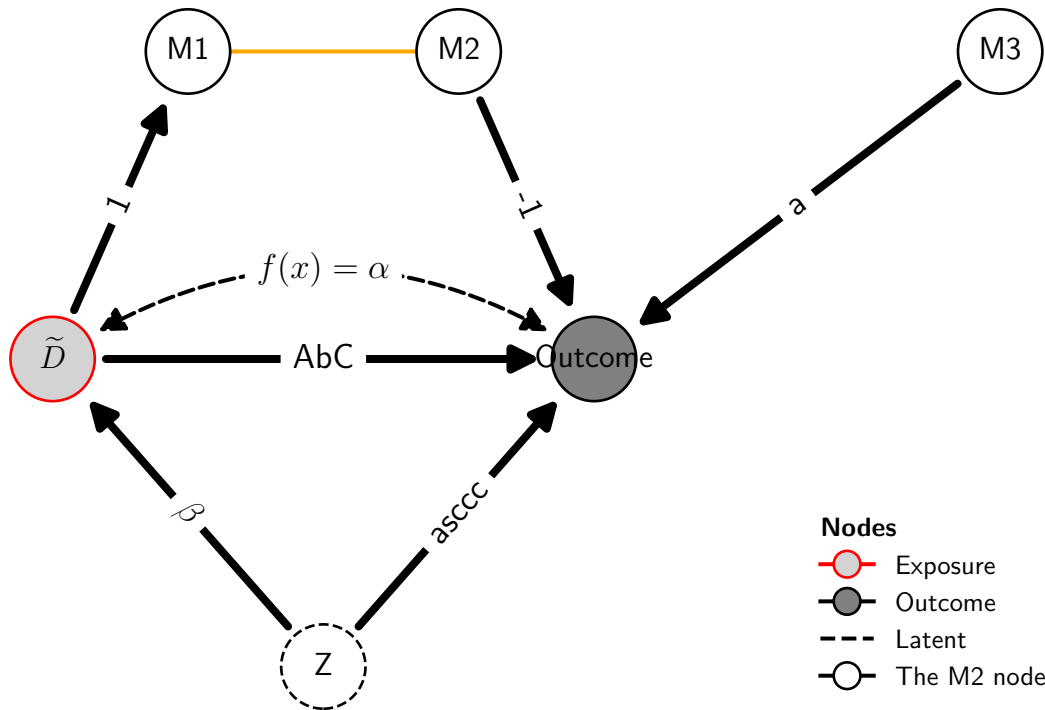 M1
M2
M3
1
-1
a
f(x) = α
D̃
AbC
Outcome
β
asccc
Z
Nodes
Exposure
Outcome
Latent
The M2 node